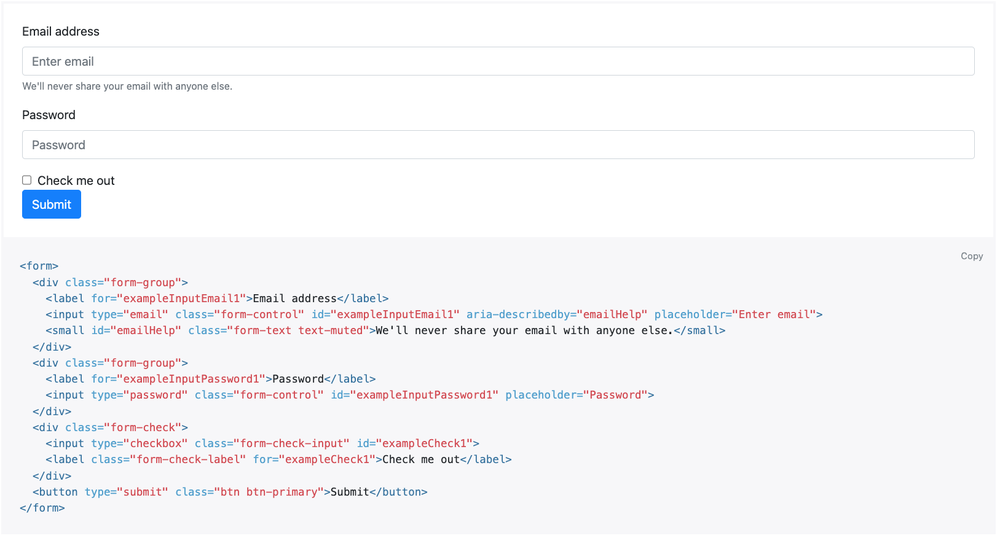 Email address
Enter email
We'll never share your email with anyone else.
Password
Password
Check me out
Submit
Copy
<form>
  <div class="form-group">
    <label for="exampleInputEmail1">Email address</label>
    <input type="email" class="form-control" id="exampleInputEmail1" aria-describedby="emailHelp" placeholder="Enter email">
    <small id="emailHelp" class="form-text text-muted">We'll never share your email with anyone else.</small>
  </div>
  <div class="form-group">
    <label for="exampleInputPassword1">Password</label>
    <input type="password" class="form-control" id="exampleInputPassword1" placeholder="Password">
  </div>
  <div class="form-check">
    <input type="checkbox" class="form-check-input" id="exampleCheck1">
    <label class="form-check-label" for="exampleCheck1">Check me out</label>
  </div>
  <button type="submit" class="btn btn-primary">Submit</button>
</form>